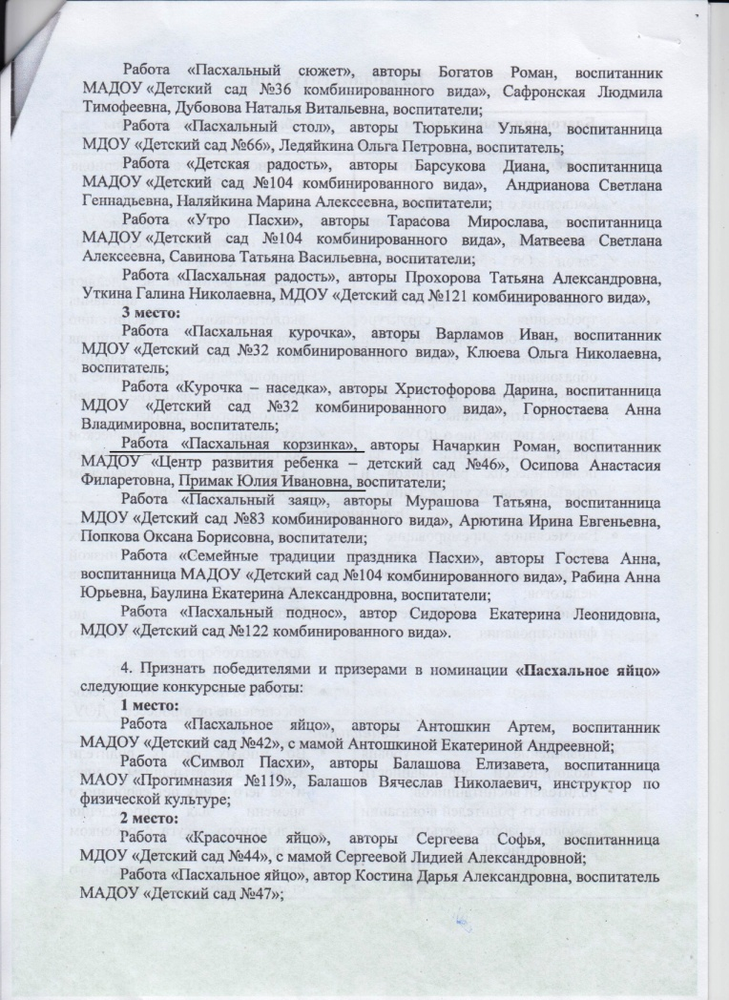 Работа «Пасхальный сюжет», авторы Богатов Роман, воспитанник
МАДОУ «Детский сад №36 комбинированного вида», Сафронская Людмила
Тимофеевна, Дубовова Наталья Витальевна, воспитатели;
Работа «Пасхальный стол», авторы Тюрькина Ульяна, воспитанница
МДОУ «Детский сад №66», Ледяйкина Ольга Петровна, воспитатель;
Работа «Детская радость», авторы Барсукова Диана, воспитанница
МАДОУ «Детский сад №104 комбинированного вида», Андрианова Светлана
Геннадьевна, Наляйкина Марина Алексеевна, воспитатели;
Работа «Утро Пасхи», авторы Тарасова Мирослава, воспитанница
МАДОУ «Детский сад №104 комбинированного вида», Матвеева Светлана
Алексеевна, Савинова Татьяна Васильевна, воспитатели;
Работа «Пасхальная радость», авторы Прохорова Татьяна Александровна,
Уткина Галина Николаевна, МДОУ «Детский сад №121 комбинированного вида»,
3 место:
Работа «Пасхальная курочка», авторы Варламов Иван, воспитанник
МДОУ «Детский сад №32 комбинированного вида», Клюева Ольга Николаевна,
воспитатель;
Работа «Курочка – наседка», авторы Христофорова Дарина, воспитанница
МДОУ «Детский сад №32 комбинированного вида», Горностаева Анна
Владимировна, воспитатель;
Работа «Пасхальная корзинка», авторы Начаркин Роман, воспитанник
МАДОУ «Центр развития ребенка – детский сад №46», Осипова Анастасия
Филаретовна, Примак Юлия Ивановна, воспитатели;
Работа «Пасхальный заяц», авторы Мурашова Татьяна, воспитанница
МДОУ «Детский сад №83 комбинированного вида», Арютина Ирина Евгеньевна,
Попкова Оксана Борисовна, воспитатели;
Работа «Семейные традиции праздника Пасхи», авторы Гостева Анна,
воспитанница МАДОУ «Детский сад №104 комбинированного вида», Рабина Анна
Юрьевна, Баулина Екатерина Александровна, воспитатели;
Работа «Пасхальный поднос», автор Сидорова Екатерина Леонидовна,
МДОУ «Детский сад №122 комбинированного вида».
4. Признать победителями и призерами в номинации «Пасхальное яйцо»
следующие конкурсные работы:
1 место:
Работа «Пасхальное яйцо», авторы Антошкин Артем, воспитанник
МАДОУ «Детский сад №42», с мамой Антошкиной Екатериной Андреевной;
Работа «Символ Пасхи», авторы Балашова Елизавета, воспитанница
МАОУ «Прогимназия №119», Балашов Вячеслав Николаевич, инструктор по
физической культуре;
2 место:
Работа «Красочное яйцо», авторы Сергеева Софья, воспитанница
МДОУ «Детский сад №44», с мамой Сергеевой Лидией Александровной;
Работа «Пасхальное яйцо», автор Костина Дарья Александровна, воспитатель
МАДОУ «Детский сад №47»;